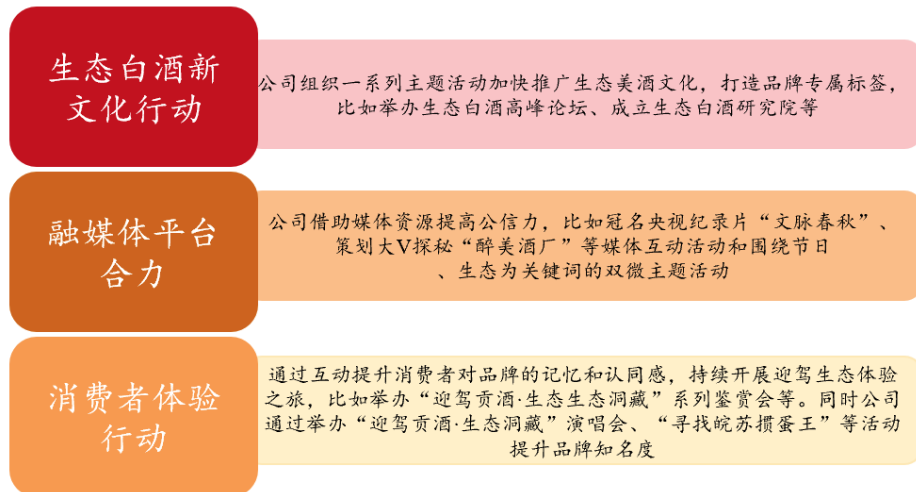 生态白酒新
文化行动
公司组织一系列主题活动加快推广生态美酒文化，打造品牌专属标签，
比如举办生态白酒高峰论坛、成立生态白酒研究院等
融媒体平台
合力
公司借助媒体资源提高公信力，比如冠名央视纪录片“文脉春秋”、
策划大V探秘“醉美酒厂”等媒体互动活动和围绕节日
、生态为关键词的双微主题活动
消费者体验
行动
通过互动提升消费者对品牌的记忆和认同感，持续开展迎驾生态体验
之旅，比如举办“迎驾贡酒·生态生态洞藏”系列鉴赏会等。同时公司
通过举办“迎驾贡酒·生态洞藏”演唱会、“寻找皖苏掼蛋王”等活动
提升品牌知名度